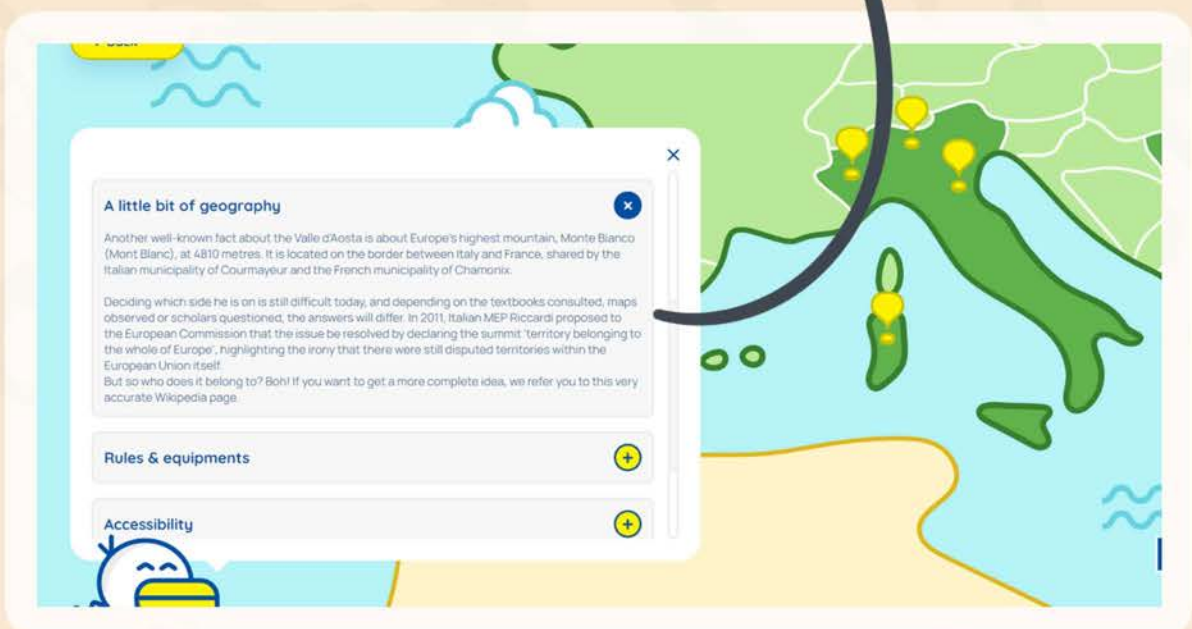 A little bit of geography
Another well-known fact about the Valle d'Aosta is about Europe's highest mountain, Monte Bianco
(Mont Blanc), at 4810 metres. It is located on the border between Italy and France, shared by the
Italian municipality of Courmayeur and the French municipality of Chamonix.
Deciding which side he is on is still difficult today, and depending on the textbooks consulted, maps
observed or scholars questioned, the answers will differ. In 2011, Italian MEP Riccardi proposed to
the European Commission that the issue be resolved by declaring the summit 'territory belonging to
the whole of Europe', highlighting the irony that there were still disputed territories within the
European Union itself.
But so who does it belong to? Boh! If you want to get a more complete idea, we refer you to this very
accurate Wikipedia page.
Rules & equipments
Accessibility